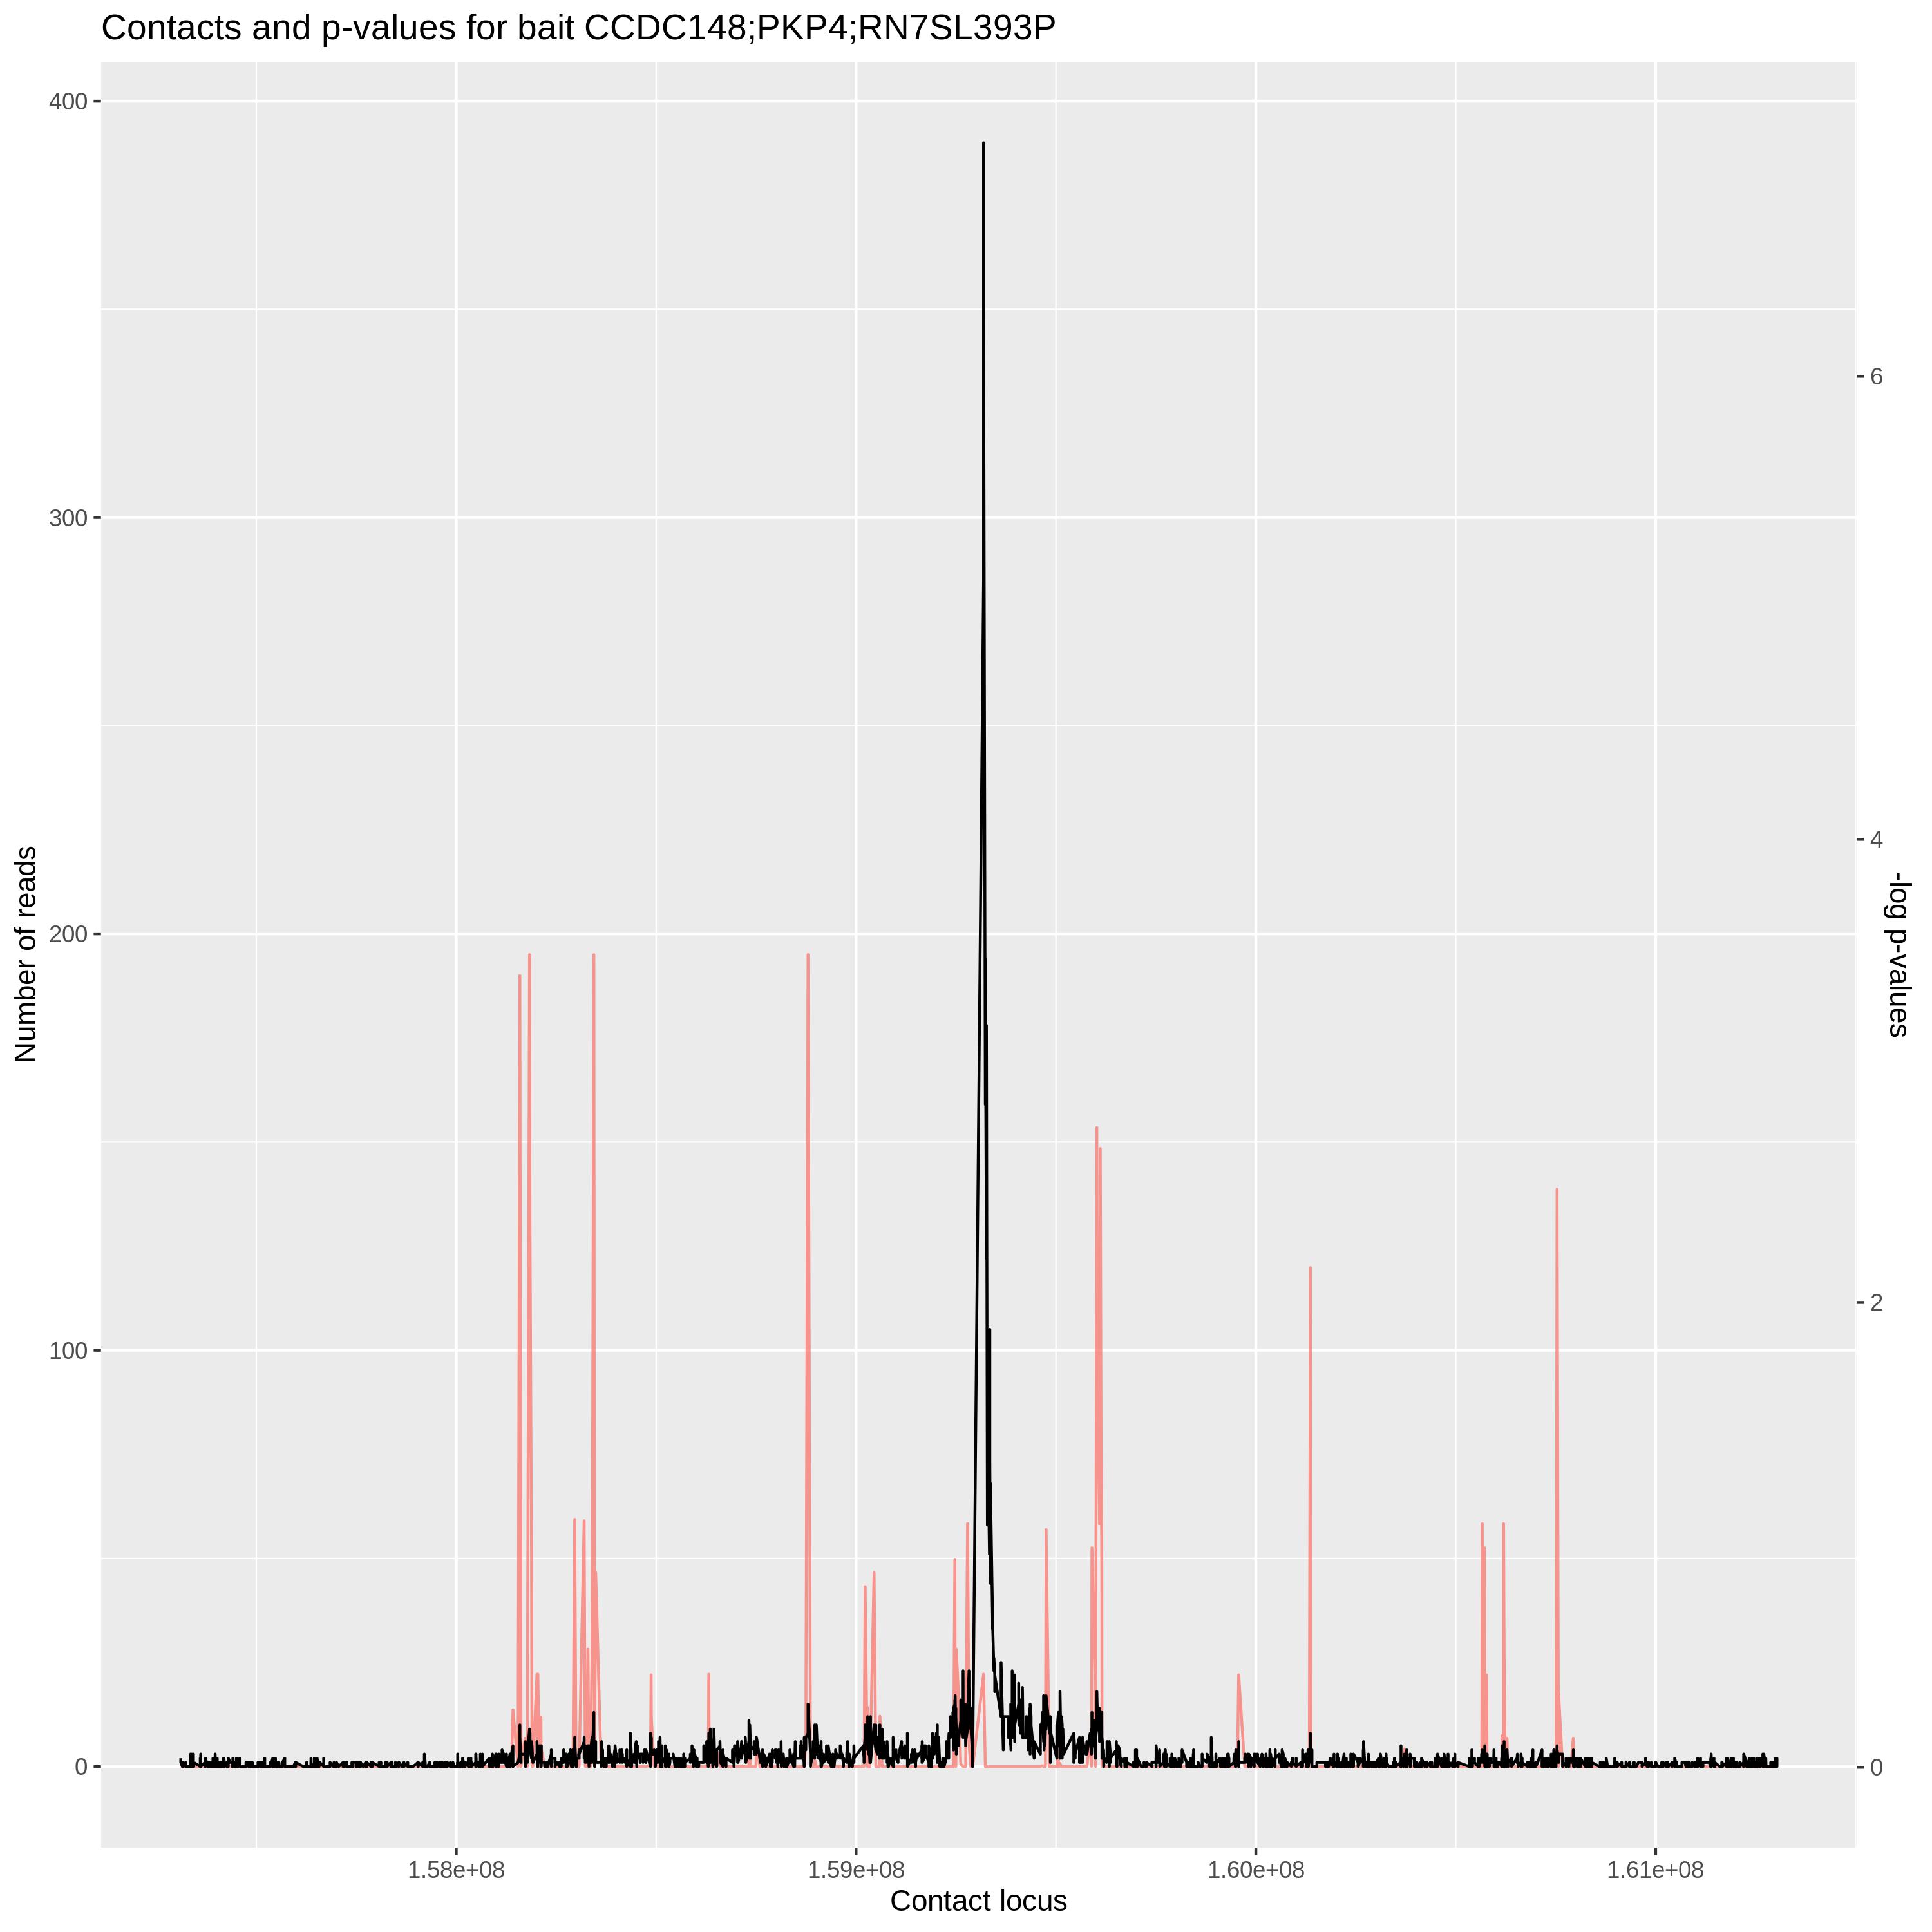 Contacts and p-values for bait CCDC148;PKP4;RN7SL393P
400
300
200
100
0
Number of reads
6
4
2
0
-log p-values
1.58e+08
1.59e+08
1.60e+08
1.61e+08
Contact locus